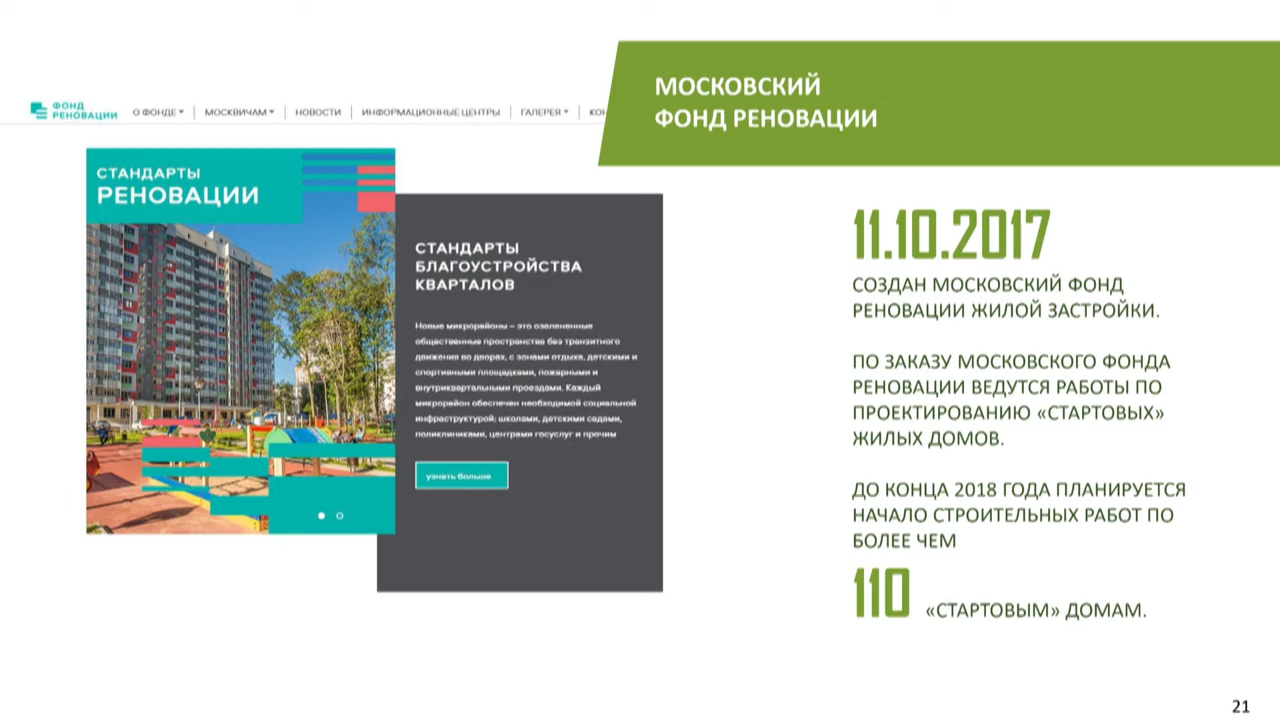 МОСКОВСКИЙ
ФОНД РЕНОВАЦИИ
ФОНД
РЕНОВАЦИИ
О ФОНДЕ
МОСКВИЧАМ
НОВОСТИ
ИНФОРМАЦИОННЫЕ ЦЕНТРЫ
ГАЛЕРЕЯ
СТАНДАРТЫ
РЕНОВАЦИИ
СТАНДАРТЫ
БЛАГОУСТРОЙСТВА
КВАРТАЛОВ
Новые микрорайоны – это озелененные
общественные пространства без транзитного
движения во дворах, с зонами отдыха, детскими и
спортивными площадками, пожарными и
внутриквартальными проездами. Каждый
микрорайон обеспечен необходимой социальной
инфраструктурой: школами, детскими садами,
поликлиниками, центрами госуслуг и прочим
узнать больше
11.10.2017
СОЗДАН МОСКОВСКИЙ ФОНД
РЕНОВАЦИИ ЖИЛОЙ ЗАСТРОЙКИ.
ПО ЗАКАЗУ МОСКОВСКОГО ФОНДА
РЕНОВАЦИИ ВЕДУТСЯ РАБОТЫ ПО
ПРОЕКТИРОВАНИЮ «СТАРТОВЫХ»
ЖИЛЫХ ДОМОВ.
ДО КОНЦА 2018 ГОДА ПЛАНИРУЕТСЯ
НАЧАЛО СТРОИТЕЛЬНЫХ РАБОТ ПО
БОЛЕЕ ЧЕМ
110 «СТАРТОВЫМ» ДОМАМ.
21